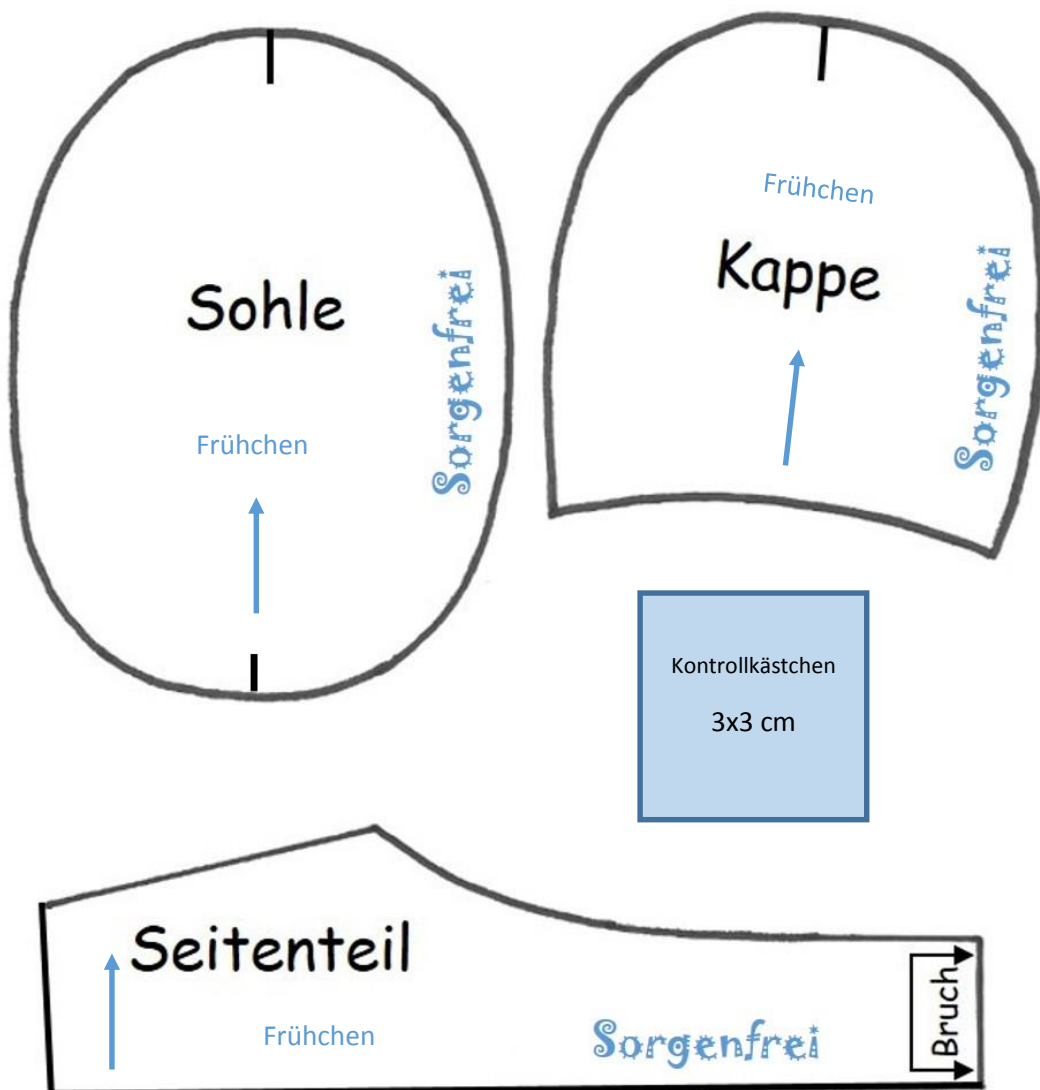 Sohle
Frühchen
Sorgenfrei
Frühchen
Kappe
Sorgenfrei
Kontrollkästchen
3x3 cm
Seitenteil
Frühchen
Sorgenfrei
Bruch